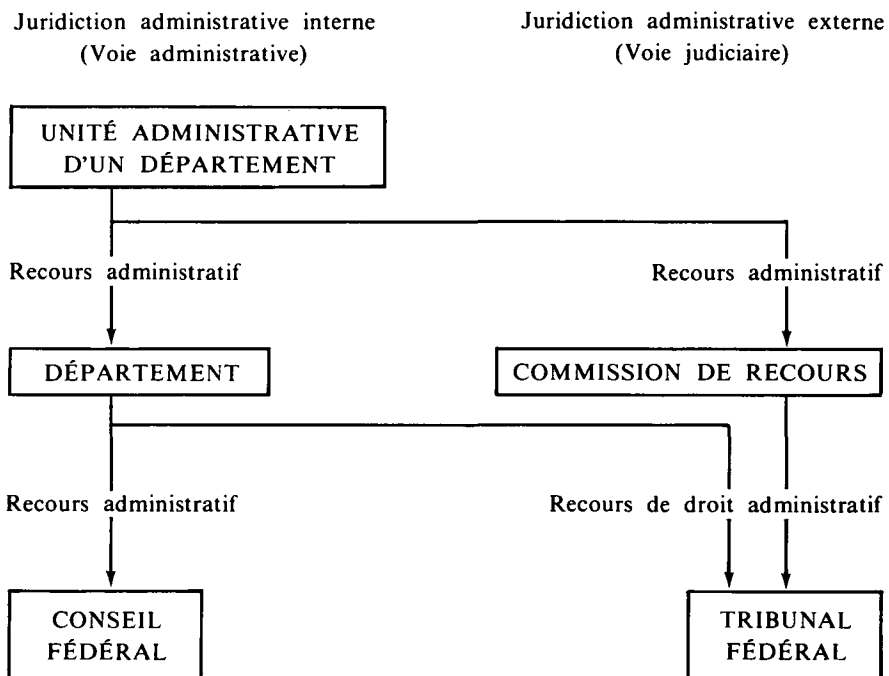 Juridiction administrative interne
(Voie administrative)
Juridiction administrative externe
(Voie judiciaire)
UNITÉ ADMINISTRATIVE
D'UN DÉPARTEMENT
Recours administratif
Recours administratif
DÉPARTEMENT
COMMISSION DE RECOURS
Recours administratif
Recours de droit administratif
CONSEIL
FÉDÉRAL
TRIBUNAL
FÉDÉRAL